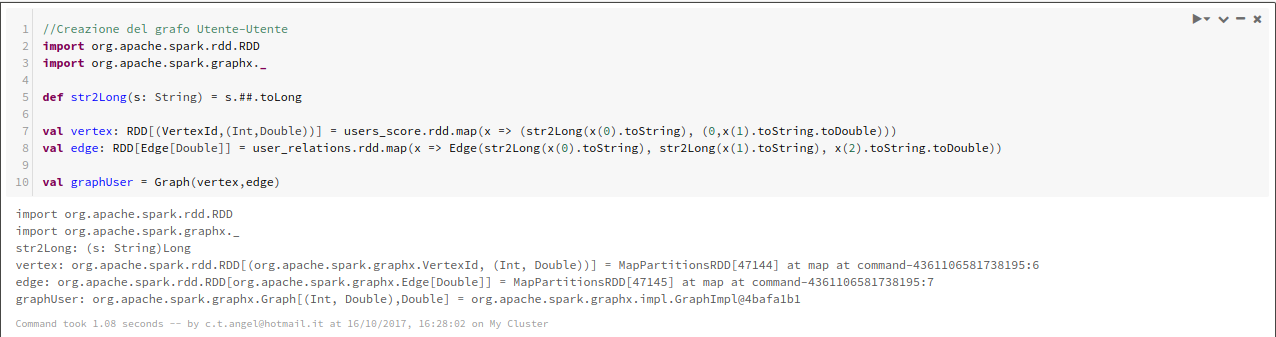 1 //Creazione del grafo Utente-Utente
2 import org.apache.spark.rdd.RDD
3 import org.apache.spark.graphx._
4
5 def str2Long(s: String) = s.##.toLong
6
7 val vertex: RDD[(VertexId,(Int,Double))] = users_score.rdd.map(x => (str2Long(x(0).toString), (0,x(1).toString.toDouble)))
8 val edge: RDD[Edge[Double]] = user_relations.rdd.map(x => Edge(str2Long(x(0).toString), str2Long(x(1).toString), x(2).toString.toDouble))
9
10 val graphUser = Graph(vertex,edge)
import org.apache.spark.rdd.RDD
import org.apache.spark.graphx._
str2Long: (s: String)Long
vertex: org.apache.spark.rdd.RDD[(org.apache.spark.graphx.VertexId, (Int, Double))] = MapPartitionsRDD[47144] at map at command-4361106581738195:6
edge: org.apache.spark.rdd.RDD[org.apache.spark.graphx.Edge[Double]] = MapPartitionsRDD[47145] at map at command-4361106581738195:7
graphUser: org.apache.spark.graphx.Graph[(Int, Double),Double] = org.apache.spark.graphx.impl.GraphImpl@4bafa1b1
Command took 1.08 seconds -- by c.t.angel@hotmail.it at 16/10/2017, 16:28:02 on My Cluster